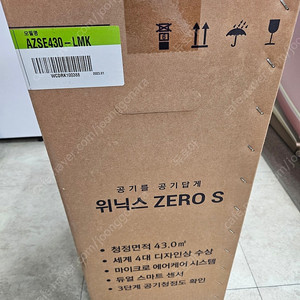 모델명
AZSE430-LMK
공기를 공기답게
위닉스 ZERO S
• 청정면적 43.0㎡
• 세계 4대 디자인상 수상
• 마이크로 에어케어 시스템
• 듀얼 스마트 센서
• 3단계 공기청정도 확인